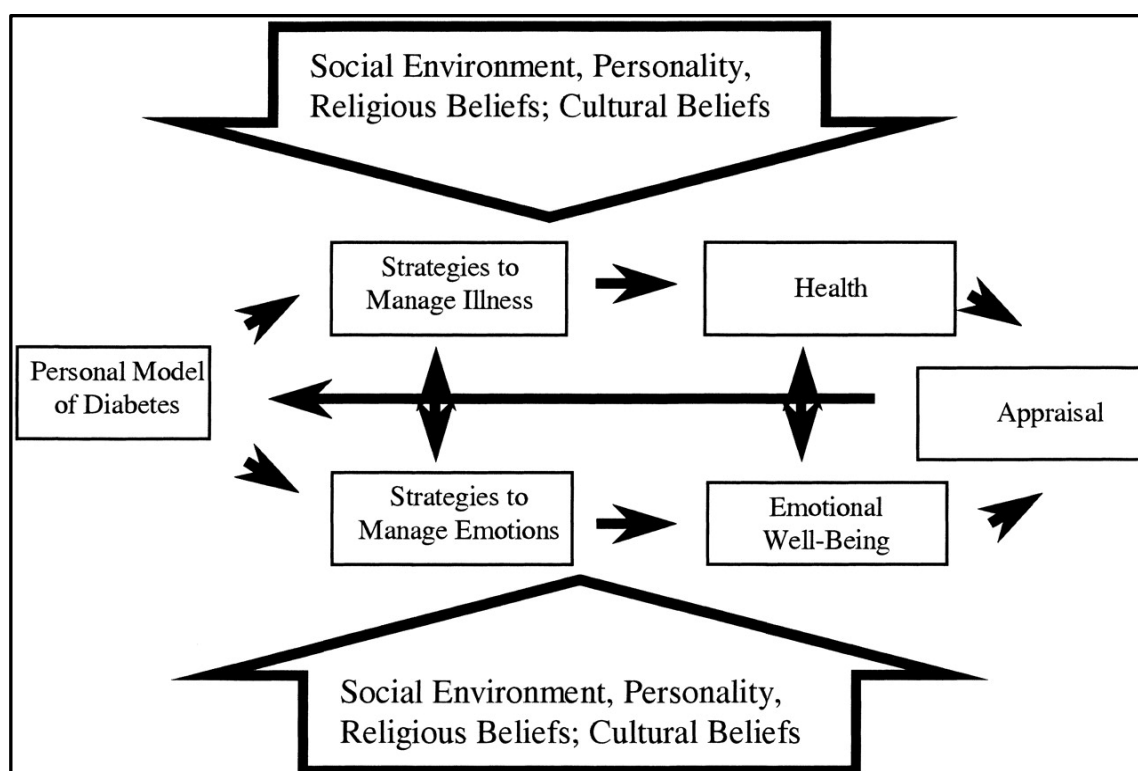 Social Environment, Personality,
Religious Beliefs; Cultural Beliefs
Strategies to
Manage Illness
Health
Personal Model
of Diabetes
Appraisal
Strategies to
Manage Emotions
Emotional
Well-Being
Social Environment, Personality,
Religious Beliefs; Cultural Beliefs